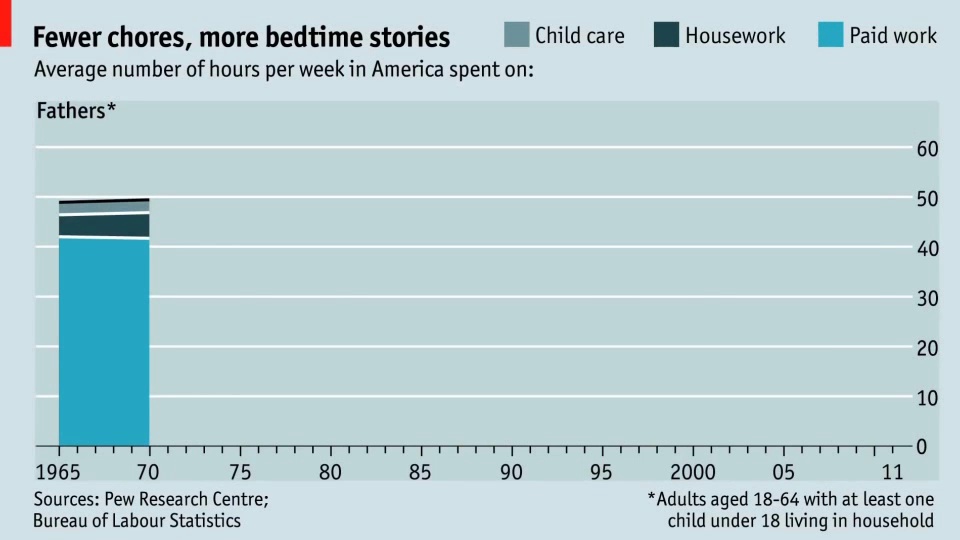 Fewer chores, more bedtime stories
Child care
Housework
Paid work
Average number of hours per week in America spent on:
Fathers*
60
50
40
30
20
10
0
1965 70 75 80 85 90 95 2000 05 11
Sources: Pew Research Centre;
Bureau of Labour Statistics
*Adults aged 18-64 with at least one
child under 18 living in household